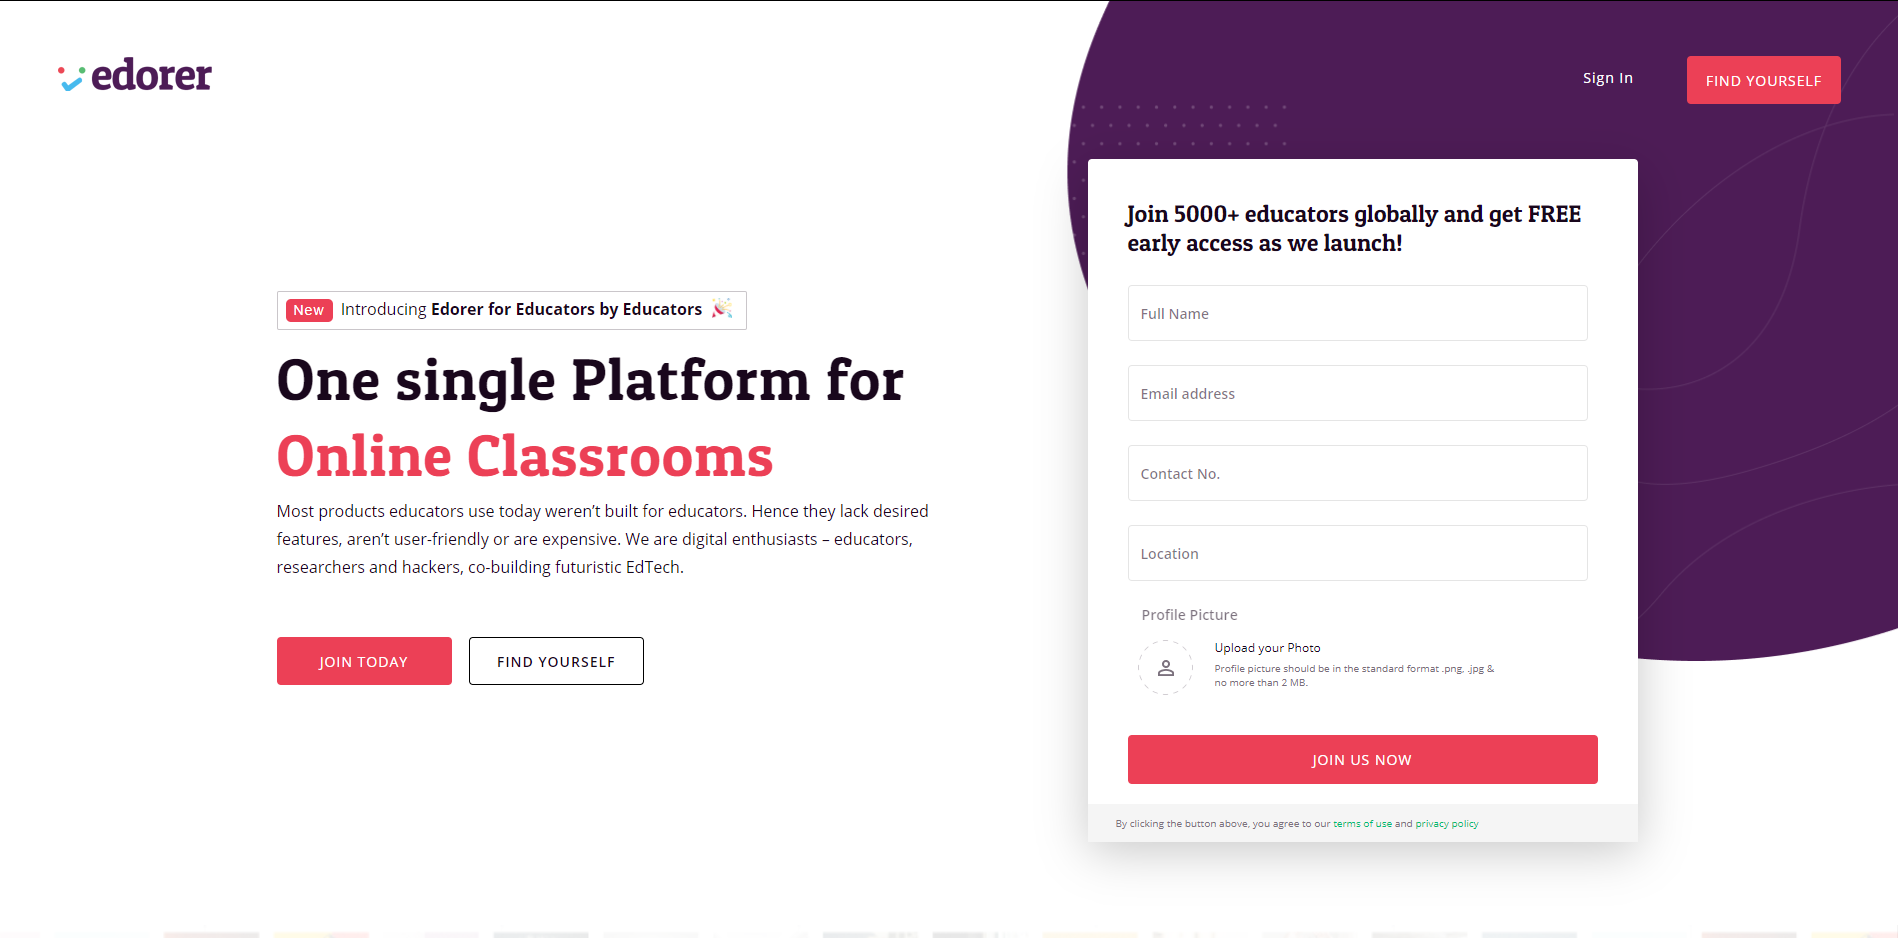 edorer
Sign In
FIND YOURSELF
New Introducing Edorer for Educators by Educators
One single Platform for
Online Classrooms
Most products educators use today weren’t built for educators. Hence they lack desired
features, aren’t user-friendly or are expensive. We are digital enthusiasts – educators,
researchers and hackers, co-building futuristic EdTech.
JOIN TODAY
FIND YOURSELF
Join 5000+ educators globally and get FREE
early access as we launch!
Full Name
Email address
Contact No.
Location
Profile Picture
Upload your Photo
Profile picture should be in the standard format .png, .jpg &
no more than 2 MB.
JOIN US NOW
By clicking the button above, you agree to our terms of use and privacy policy